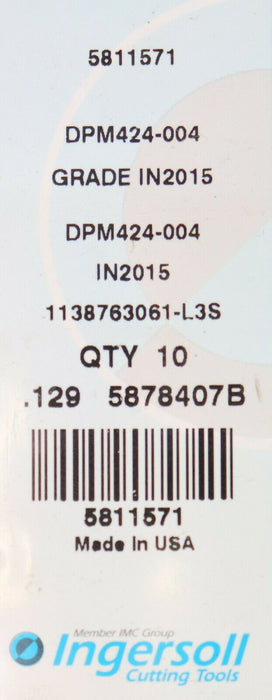 5811571
DPM424-004
GRADE IN2015
DPM424-004
IN2015
1138763061-L3S
QTY 10
.129 5878407B
5811571
Made In USA
Member IMC Group
Ingersoll
Cutting Tools